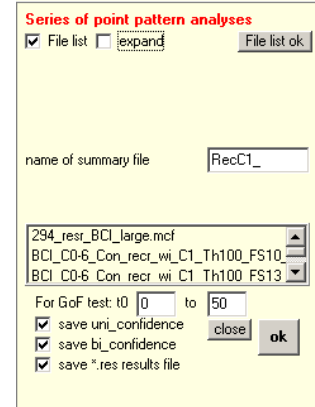 Series of point pattern analyses
File list expand File list ok
name of summary file RecC1_
294_resr_BCI_large.mcf
BCI_C0-6_Con_recr_wi_C1_Th100_FS10_
BCI_C0-6_Con_recr_wi_C1_Th100_FS13
For GoF test: t0 0 to 50
save uni_confidence close
save bi_confidence ok
save *.res results file